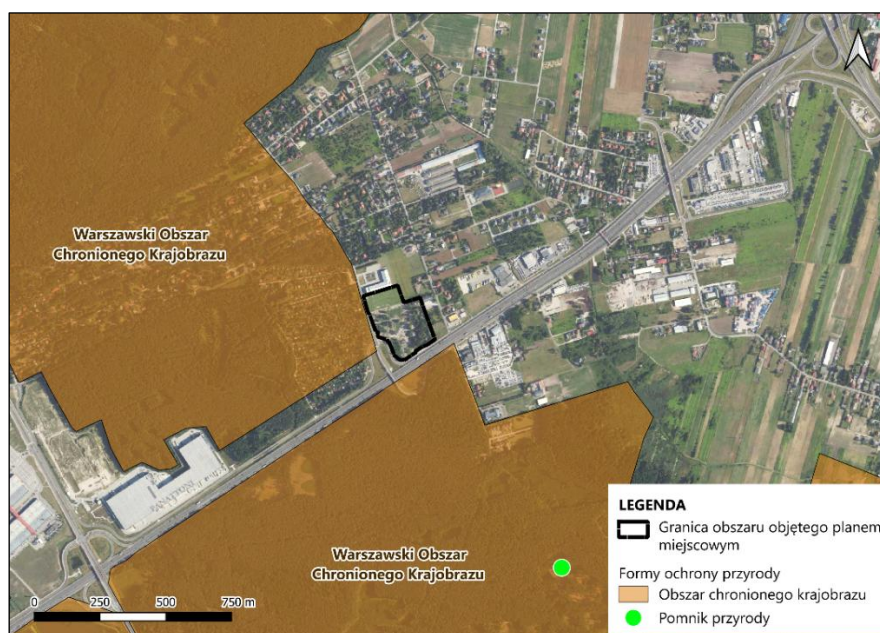 Warszawski Obszar
Chronionego Krajobrazu
Warszawski Obszar
Chronionego Krajobrazu
0 250 500 750 m
LEGENDA
Granica obszaru objętego planem
miejscowym
Formy ochrony przyrody
Obszar chronionego krajobrazu
Pomnik przyrody